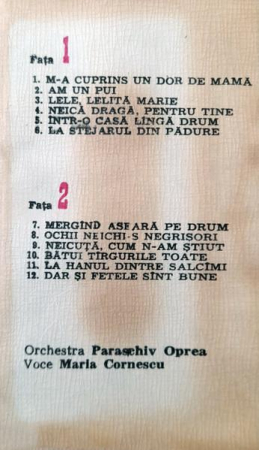 Fața 1
1. M-A CUPRINS UN DOR DE MAMĂ
2. AM UN PUI
3. LELE, LELIȚĂ MARIE
4. NEICĂ DRAGĂ, PENTRU TINE
5. ÎNTR-O CASĂ LÎNGĂ DRUM
6. LA STEJARUL DIN PĂDURE
Fața 2
7. MERGÎND ASEARĂ PE DRUM
8. OCHII NEICHI-S NEGRIȘORI
9. NEICUȚĂ, CUM N-AM ȘTIUT
10. BĂTUI TÎRGURILE TOATE
11. LA HANUL DINTRE SALCÎMI
12. DAR ȘI FETELE SÎNT BUNE
Orchestra Paraschiv Oprea
Voce Maria Cornescu